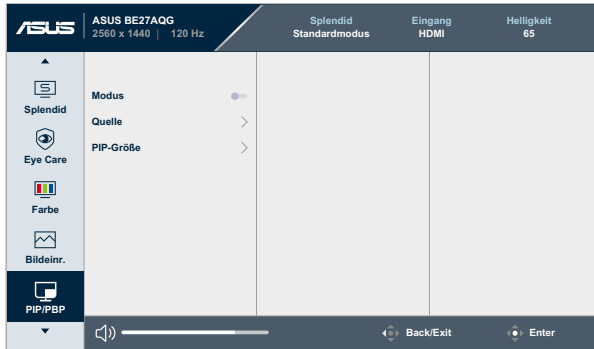 ASUS
ASUS BE27AQG
2560 x 1440 | 120 Hz
Splendid
Standardmodus
Eingang
HDMI
Helligkeit
65
S
Splendid
Eye Care
Farbe
Bildeinr.
PIP/PBP
Modus
Quelle
PIP-Größe
Back/Exit
Enter